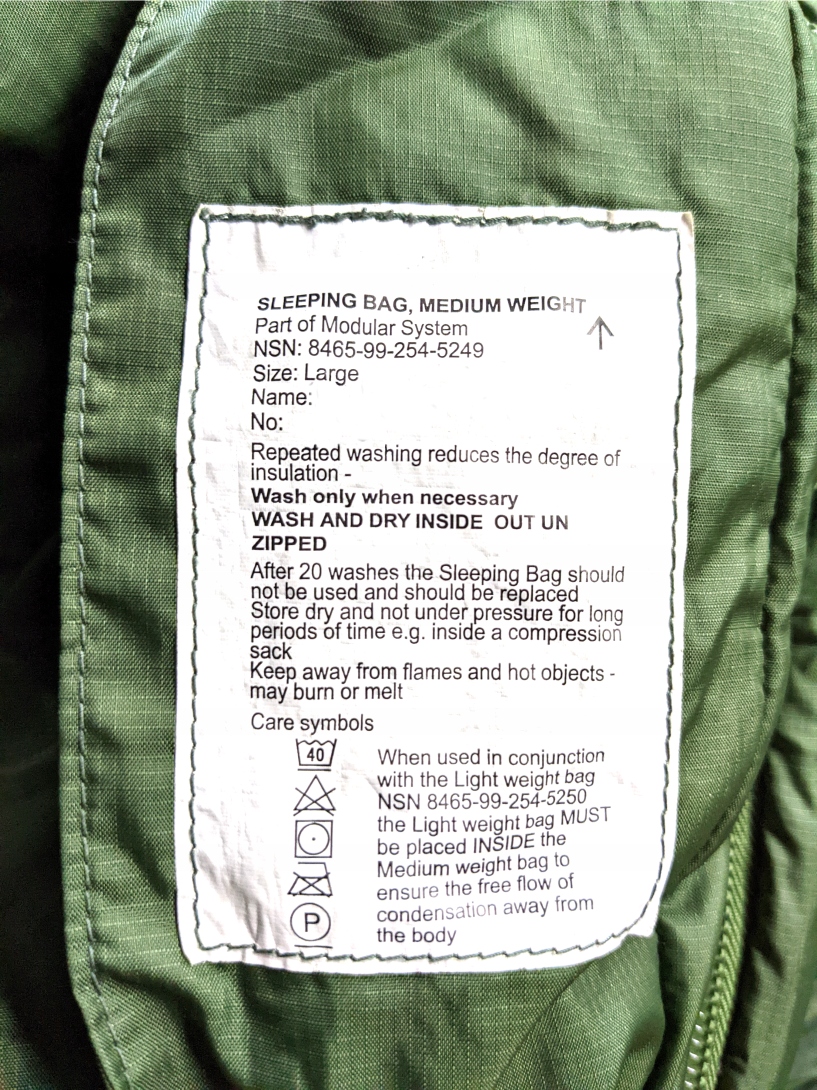 SLEEPING BAG, MEDIUM WEIGHT
Part of Modular System
NSN: 8465-99-254-5249
Size: Large
Name:
No:
Repeated washing reduces the degree of
insulation -
Wash only when necessary
WASH AND DRY INSIDE OUT UN
ZIPPED
After 20 washes the Sleeping Bag should
not be used and should be replaced
Store dry and not under pressure for long
periods of time e.g. inside a compression
sack
Keep away from flames and hot objects -
may burn or melt
Care symbols
40
P
When used in conjunction
with the Light weight bag
NSN 8465-99-254-5250
the Light weight bag MUST
be placed INSIDE the
Medium weight bag to
ensure the free flow of
condensation away from
the body